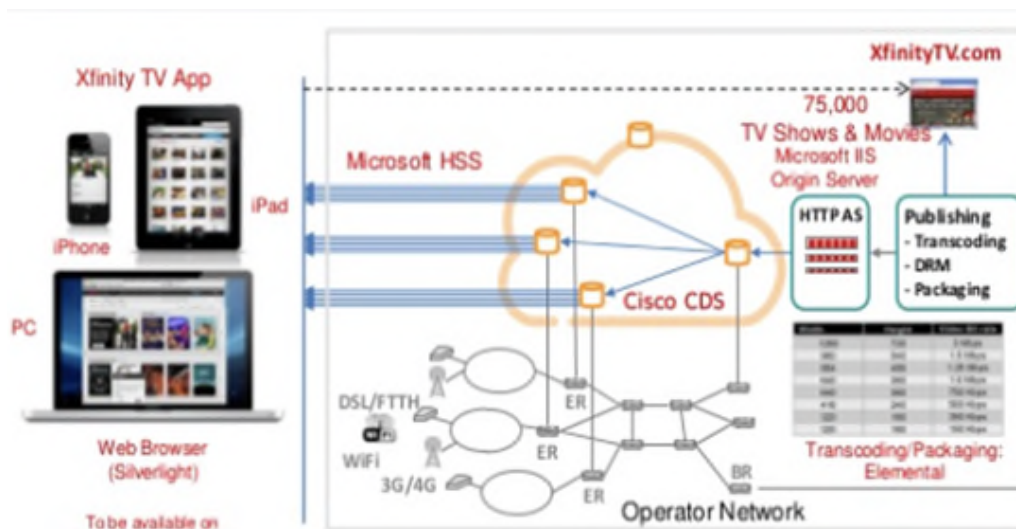 XfinityTV.com
Xfinity TV App
75,000
TV Shows & Movies
Microsoft IIS
Origin Server
Microsoft HSS
iPad
iPhone
HTTPAS
Publishing
- Transcoding
- DRM
- Packaging
PC
Cisco CDS
Web Browser
(Silverlight)
DSL/FTTH
WiFi
3G/4G
ER
ER
ER
BR
Transcoding/Packaging:
Elemental
Operator Network
To be available on